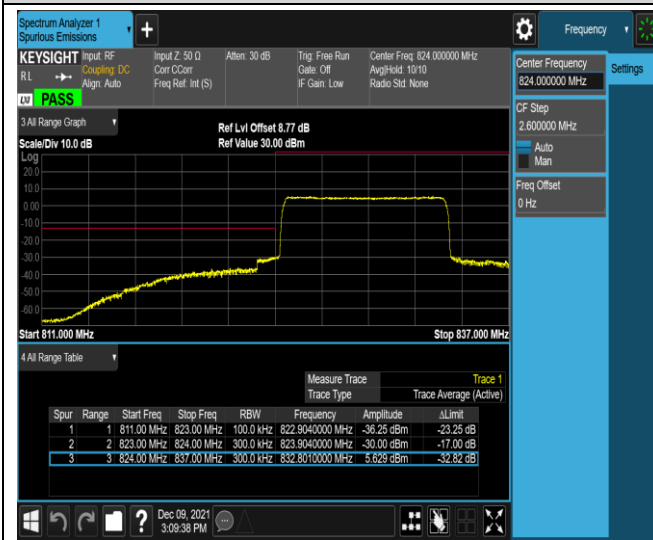 Spectrum Analyzer 1
Spurious Emissions
Frequency
KEYSIGHT
RL
LXI
PASS
Input: RF
Coupling: DC
Align: Auto
Input Z: 50 Ω
Corr CCorr
Freq Ref: Int (S)
Atten: 30 dB
Trig: Free Run
Gate: Off
IF Gain: Low
Center Freq: 824.000000 MHz
Avg|Hold: 10/10
Radio Std: None
Center Frequency
824.000000 MHz
Settings
CF Step
2.600000 MHz
Auto
Man
Freq Offset
0 Hz
3 All Range Graph
Scale/Div 10.0 dB
Ref Lvl Offset 8.77 dB
Ref Value 30.00 dBm
Log
20.0
10.0
0.00
-10.0
-20.0
-30.0
-40.0
-50.0
-60.0
Start 811.000 MHz
Stop 837.000 MHz
4 All Range Table
Measure Trace Trace 1
Trace Type Trace Average (Active)
Spur Range Start Freq Stop Freq RBW Frequency Amplitude ΔLimit
1 1 811.00 MHz 823.00 MHz 100.0 kHz 822.9040000 MHz -36.25 dBm -23.25 dB
2 2 823.00 MHz 824.00 MHz 300.0 kHz 823.9040000 MHz -30.00 dBm -17.00 dB
3 3 824.00 MHz 837.00 MHz 300.0 kHz 832.8010000 MHz 5.629 dBm -32.82 dB
?
Dec 09, 2021
3:09:38 PM